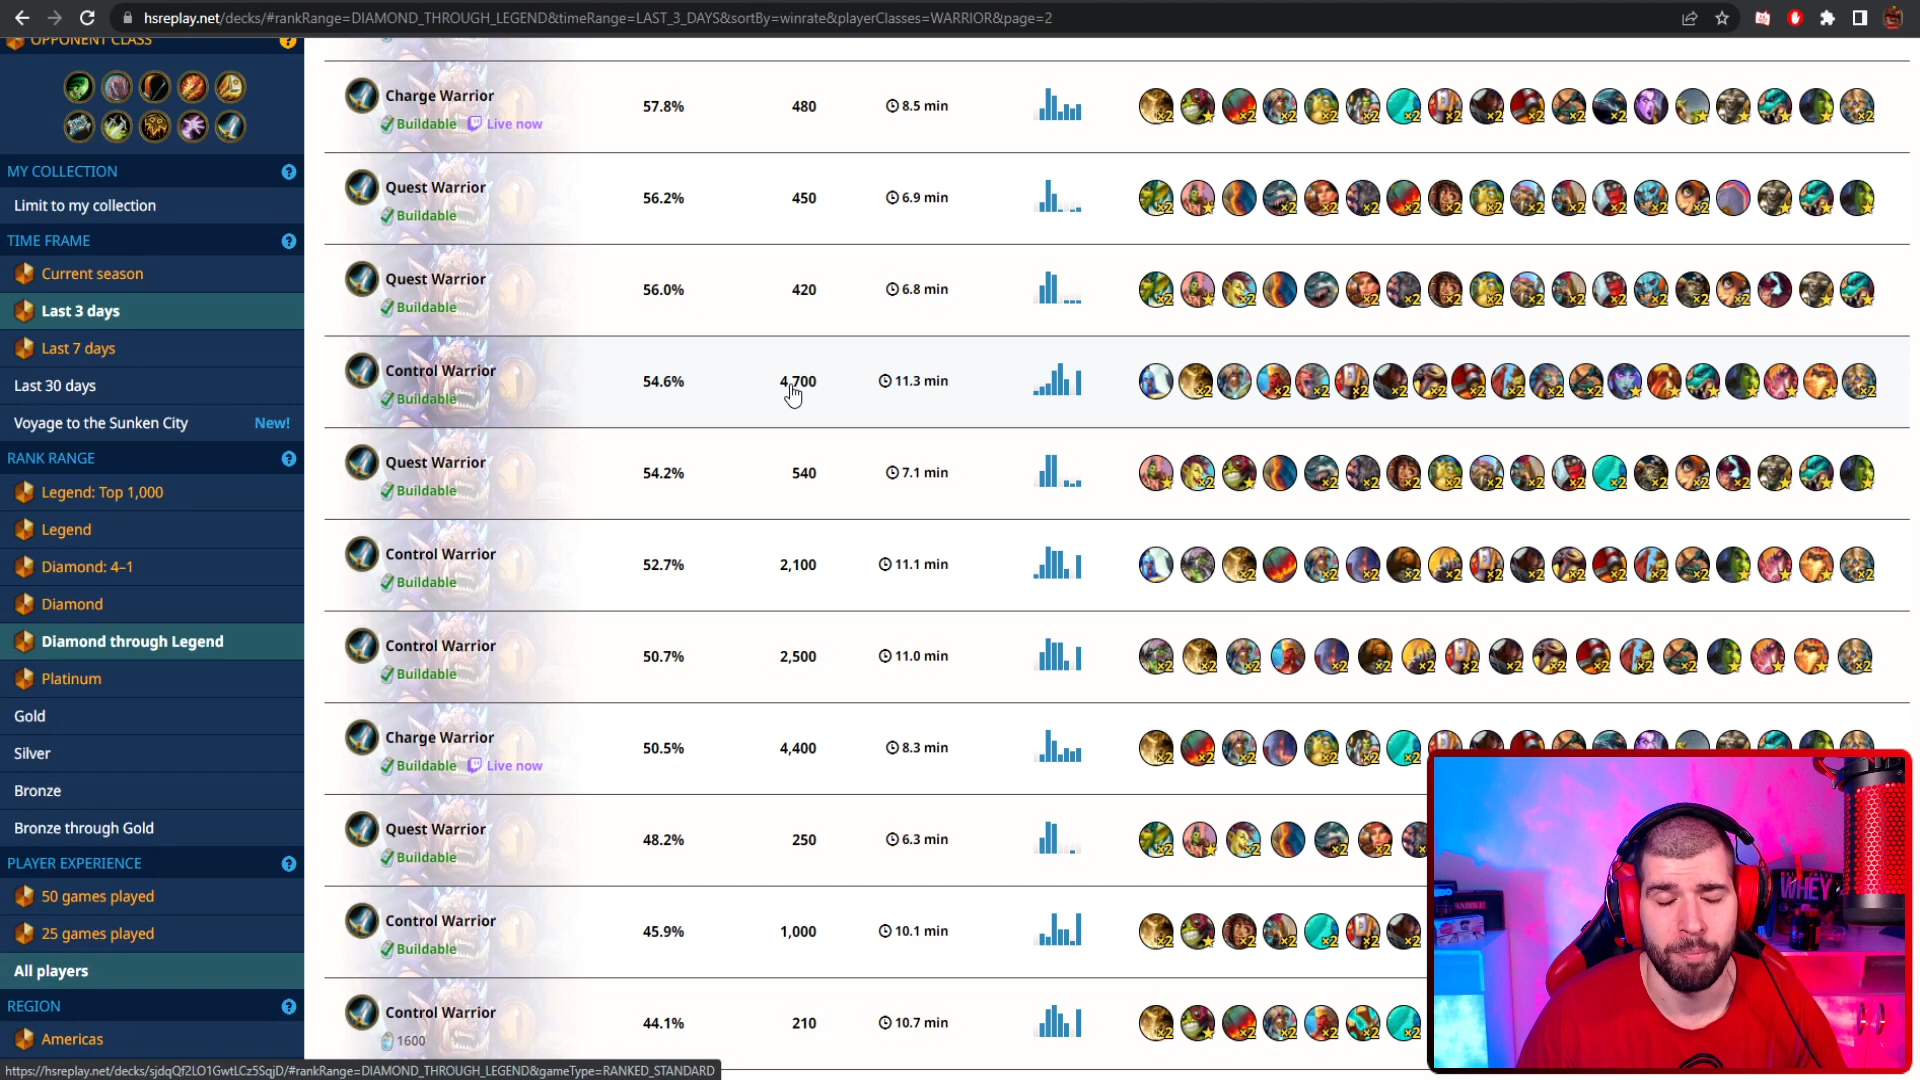 hsreplay.net/decks/#rankRange=DIAMOND_THROUGH_LEGEND&timeRange=LAST_3_DAYS&sortBy=winrate&playerClasses=WARRIOR&page=2
OPPONENT CLASS
?
MY COLLECTION
?
Limit to my collection
TIME FRAME
?
Current season
Last 3 days
Last 7 days
Last 30 days
Voyage to the Sunken City New!
RANK RANGE
?
Legend: Top 1,000
Legend
Diamond: 4–1
Diamond
Diamond through Legend
Platinum
Gold
Silver
Bronze
Bronze through Gold
PLAYER EXPERIENCE
?
50 games played
25 games played
All players
REGION
?
Americas
Charge Warrior 57.8% 480 8.5 min
Buildable Live now
Quest Warrior 56.2% 450 6.9 min
Buildable
Quest Warrior 56.0% 420 6.8 min
Buildable
Control Warrior 54.6% 4,700 11.3 min
Buildable
Quest Warrior 54.2% 540 7.1 min
Buildable
Control Warrior 52.7% 2,100 11.1 min
Buildable
Control Warrior 50.7% 2,500 11.0 min
Buildable
Charge Warrior 50.5% 4,400 8.3 min
Buildable Live now
Quest Warrior 48.2% 250 6.3 min
Buildable
Control Warrior 45.9% 1,000 10.1 min
Buildable
Control Warrior 44.1% 210 10.7 min
1600
WHEY
https://hsreplay.net/decks/sjdqQf2LO1GwtLCz5SqjD/#rankRange=DIAMOND_THROUGH_LEGEND&gameType=RANKED_STANDARD